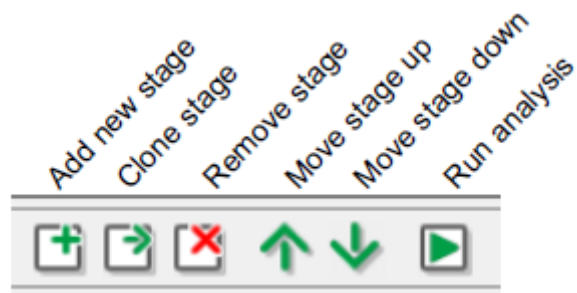 Add new stage
Clone stage
Remove stage
Move stage up
Move stage down
Run analysis